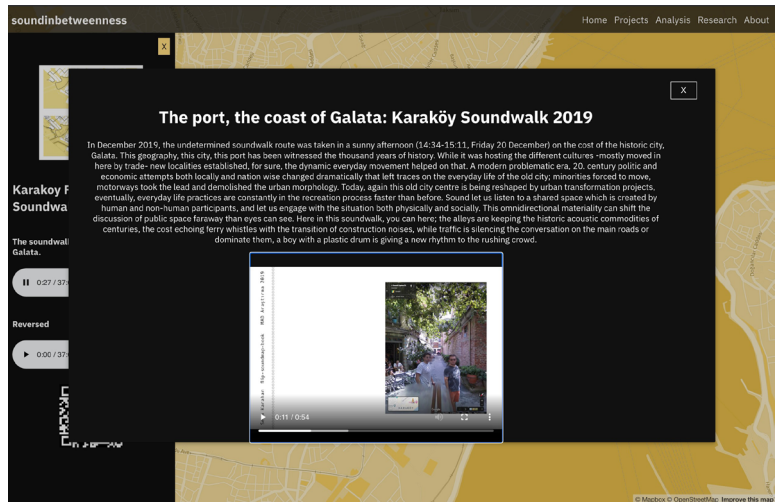 soundinbetweenness
Home Projects Analysis Research About
X
X
The port, the coast of Galata: Karaköy Soundwalk 2019
In December 2019, the undetermined soundwalk route was taken in a sunny afternoon (14:34-15:11, Friday 20 December) on the cost of the historic city,
Galata. This geography, this city, this port has been witnessed the thousand years of history. While it was hosting the different cultures -mostly moved in
here by trade- new localities established, for sure, the dynamic everyday movement helped on that. A modern problematic era, 20. century politic and
economic attempts both locally and nation wise changed dramatically that left traces on the everyday life of the old city; minorities forced to move,
motorways took the lead and demolished the urban morphology. Today, again this old city centre is being reshaped by urban transformation projects,
eventually, everyday life practices are constantly in the recreation process faster than before. Sound let us listen to a shared space which is created by
human and non-human participants, and let us engage with the situation both physically and socially. This omnidirectional materiality can shift the
discussion of public space faraway than eyes can see. Here in this soundwalk, you can here; the alleys are keeping the historic acoustic commodities of
centuries, the cost echoing ferry whistles with the transition of construction noises, while traffic is silencing the conversation on the main roads or
dominate them, a boy with a plastic drum is giving a new rhythm to the rushing crowd.
Karakoy
Soundwa
The soundwal
Galata.
0:27 / 37:
Reversed
0:00 / 37:
flip-soundmap-book
MAD Araştırma 2019
0:11 / 0:54
© Mapbox © OpenStreetMap Improve this map